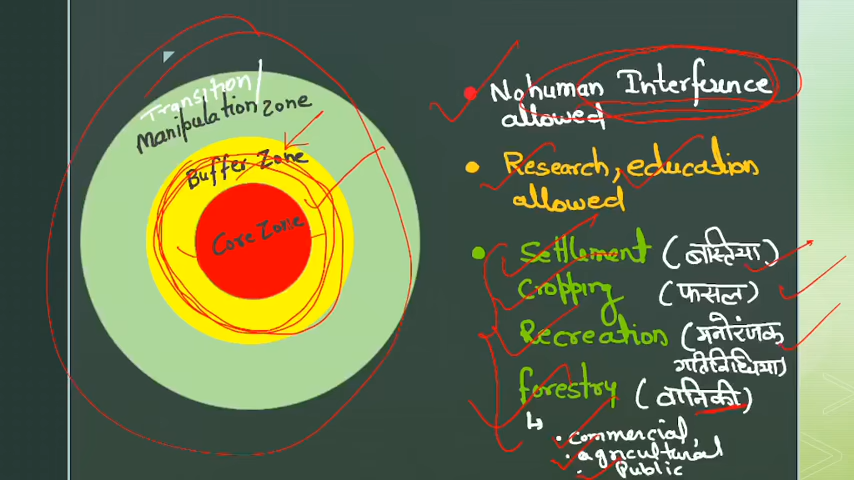 Transition/
Manipulation zone
Buffer Zone
Core Zone
No human Interference
allowed
Research, education
allowed
Settlement (बस्तिया)
Cropping (फसल)
Recreation (मनोरंजक
गतिविधिया)
forestry (वानिकी)
↳
• commercial,
• agricultural
• Public